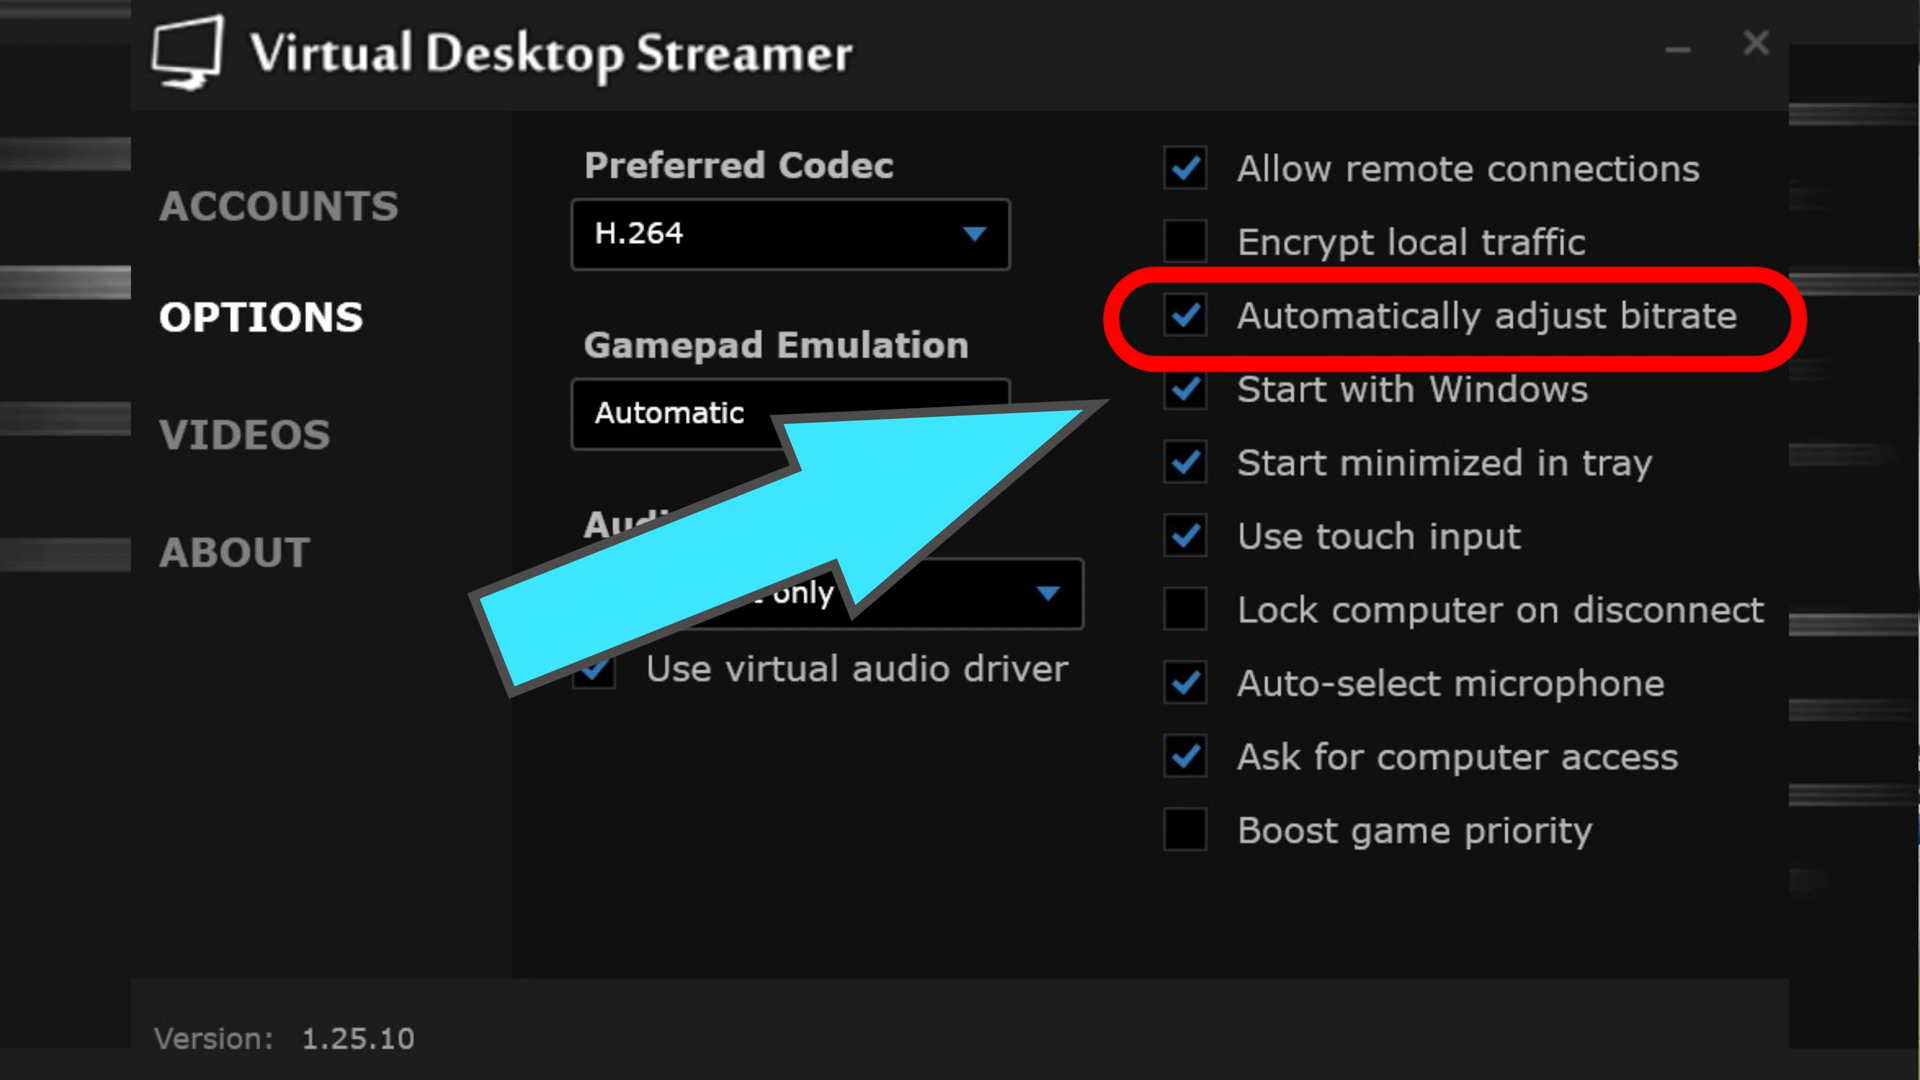 Virtual Desktop Streamer
ACCOUNTS
OPTIONS
VIDEOS
ABOUT
Preferred Codec
H.264
Gamepad Emulation
Automatic
only
Use virtual audio driver
Allow remote connections
Encrypt local traffic
Automatically adjust bitrate
Start with Windows
Start minimized in tray
Use touch input
Lock computer on disconnect
Auto-select microphone
Ask for computer access
Boost game priority
Version: 1.25.10